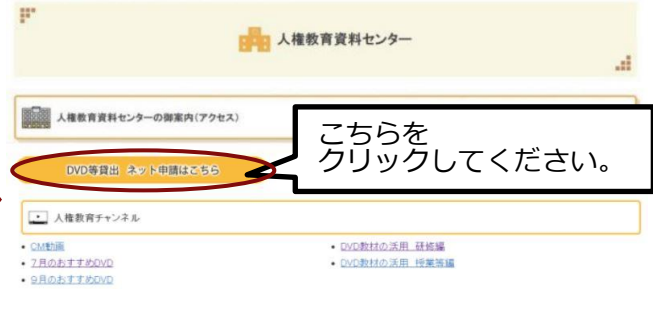 人権教育資料センター
人権教育資料センターの御案内(アクセス)
こちらを
クリックしてください。
DVD等貸出 ネット申請はこちら
人権教育チャンネル
・CM動画
・7月のおすすめDVD
・9月のおすすめDVD
・DVD教材の活用 研修編
・DVD教材の活用 授業等編